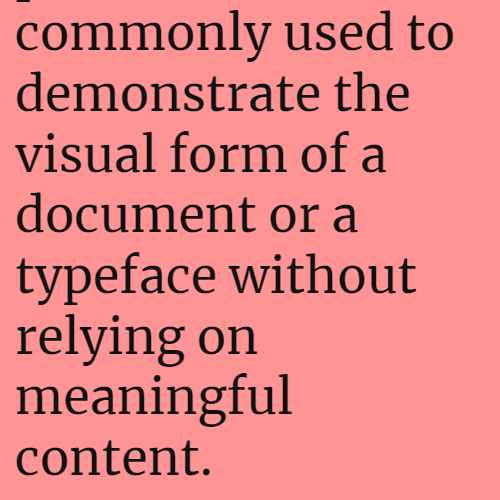 commonly used to
demonstrate the
visual form of a
document or a
typeface without
relying on
meaningful
content.